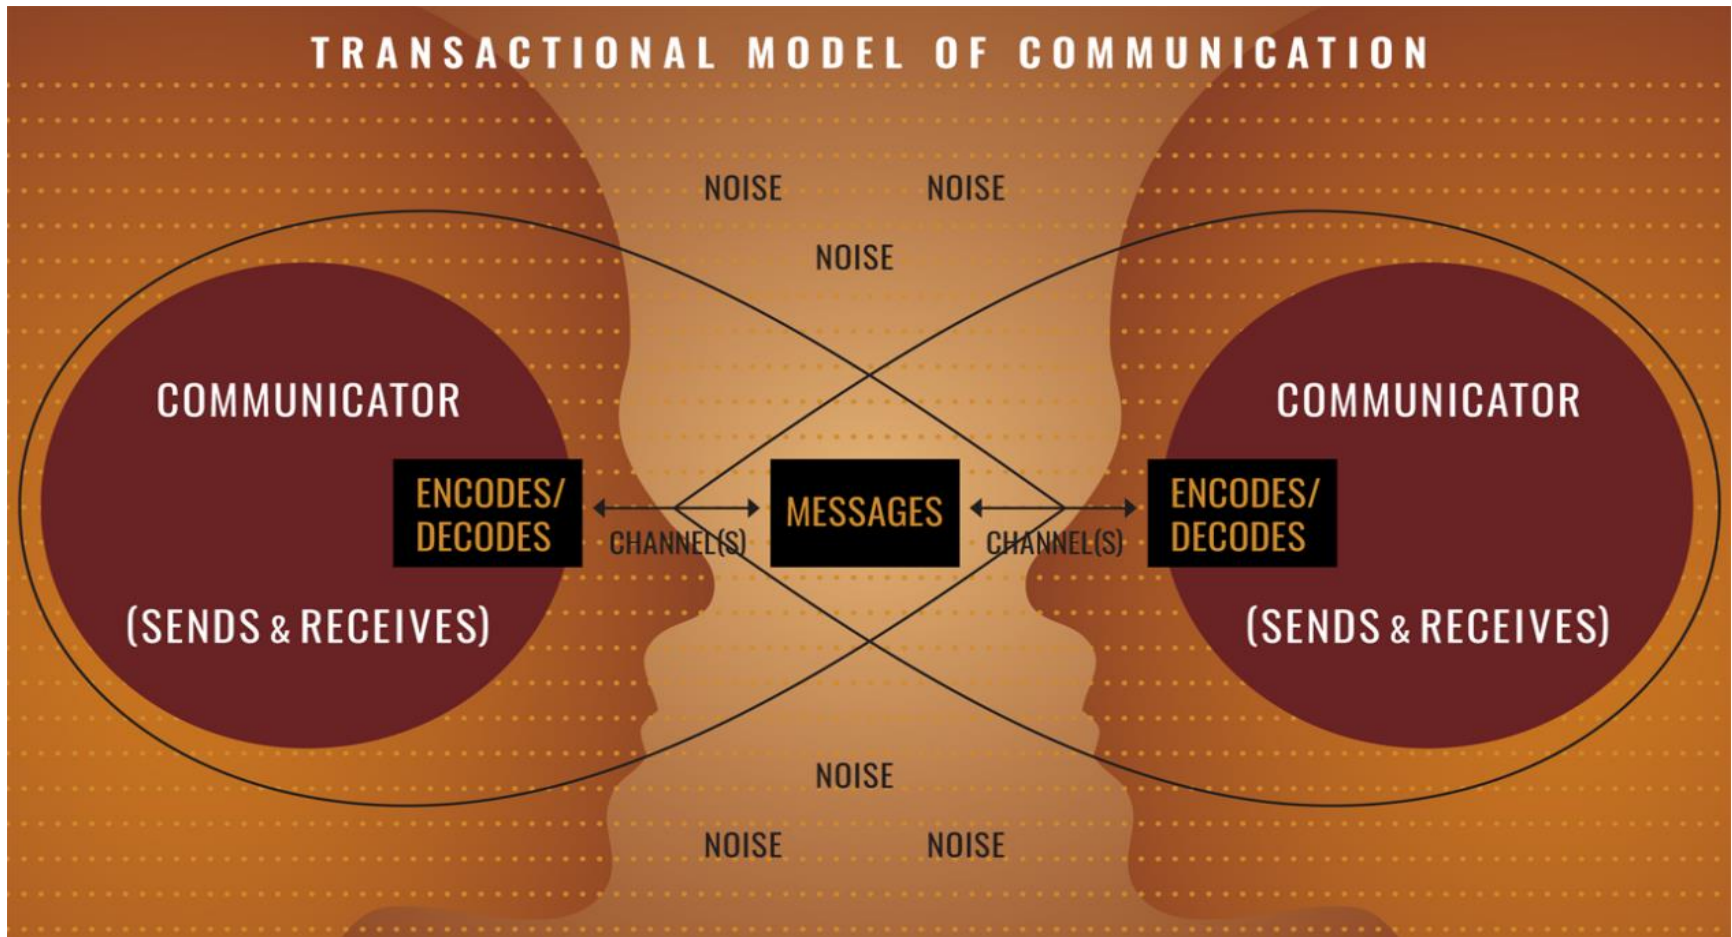 TRANSACTIONAL MODEL OF COMMUNICATION
NOISE NOISE
NOISE
COMMUNICATOR COMMUNICATOR
ENCODES/
DECODES
CHANNEL(S)
MESSAGES
CHANNEL(S)
ENCODES/
DECODES
(SENDS & RECEIVES) (SENDS & RECEIVES)
NOISE
NOISE NOISE